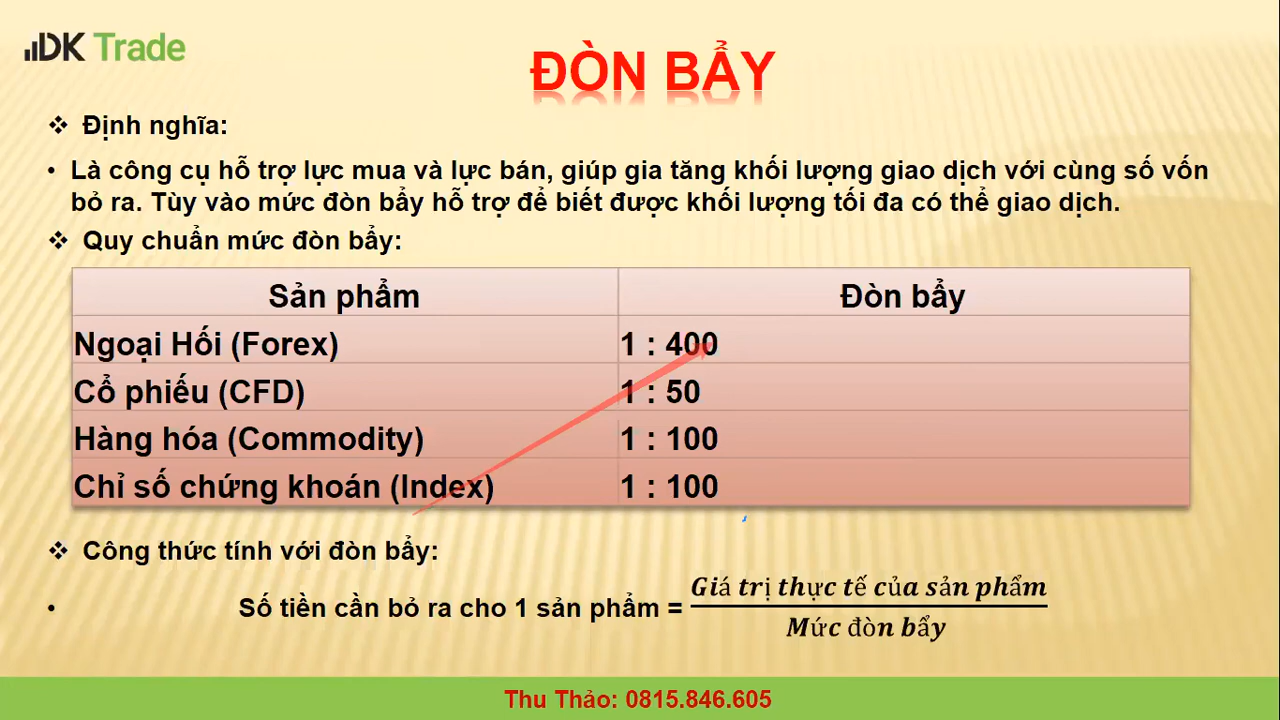 DK Trade
ĐÒN BẨY
❖ Định nghĩa:
• Là công cụ hỗ trợ lực mua và lực bán, giúp gia tăng khối lượng giao dịch với cùng số vốn
bỏ ra. Tùy vào mức đòn bẩy hỗ trợ để biết được khối lượng tối đa có thể giao dịch.
❖ Quy chuẩn mức đòn bẩy:
Sản phẩm Đòn bẩy
Ngoại Hối (Forex) 1 : 400
Cổ phiếu (CFD) 1 : 50
Hàng hóa (Commodity) 1 : 100
Chỉ số chứng khoán (Index) 1 : 100
❖ Công thức tính với đòn bẩy:
• Số tiền cần bỏ ra cho 1 sản phẩm =
Giá trị thực tế của sản phẩm
Mức đòn bẩy
Thu Thảo: 0815.846.605